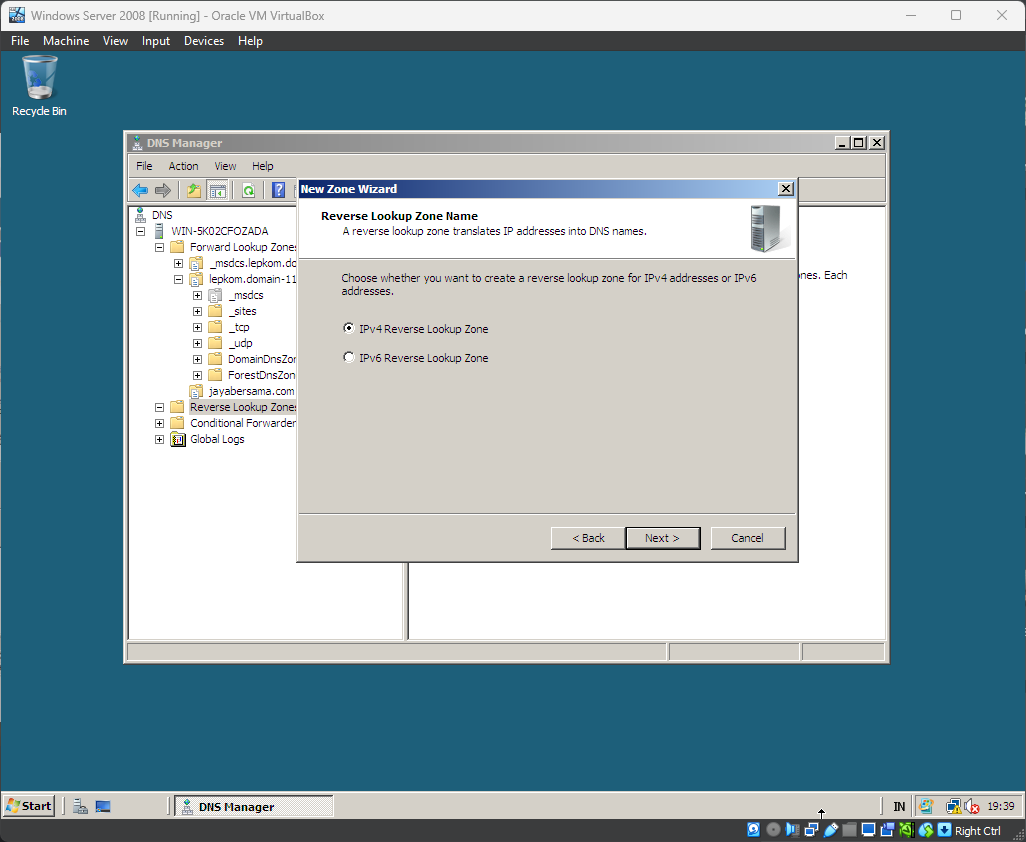 Windows Server 2008 [Running] - Oracle VM VirtualBox
File Machine View Input Devices Help
Recycle Bin
DNS Manager
File Action View Help
New Zone Wizard
Reverse Lookup Zone Name
A reverse lookup zone translates IP addresses into DNS names.
Choose whether you want to create a reverse lookup zone for IPv4 addresses or IPv6
addresses.
IPv4 Reverse Lookup Zone
IPv6 Reverse Lookup Zone
< Back Next > Cancel
DNS
WIN-5K02CFOZADA
Forward Lookup Zones
_msdcs.lepkom.do
lepkom.domain-11
_msdcs
_sites
_tcp
_udp
DomainDnsZon
ForestDnsZon
jayabersama.com
Reverse Lookup Zones
Conditional Forwarder
Global Logs
ones. Each
Start DNS Manager IN 19:39
Right Ctrl